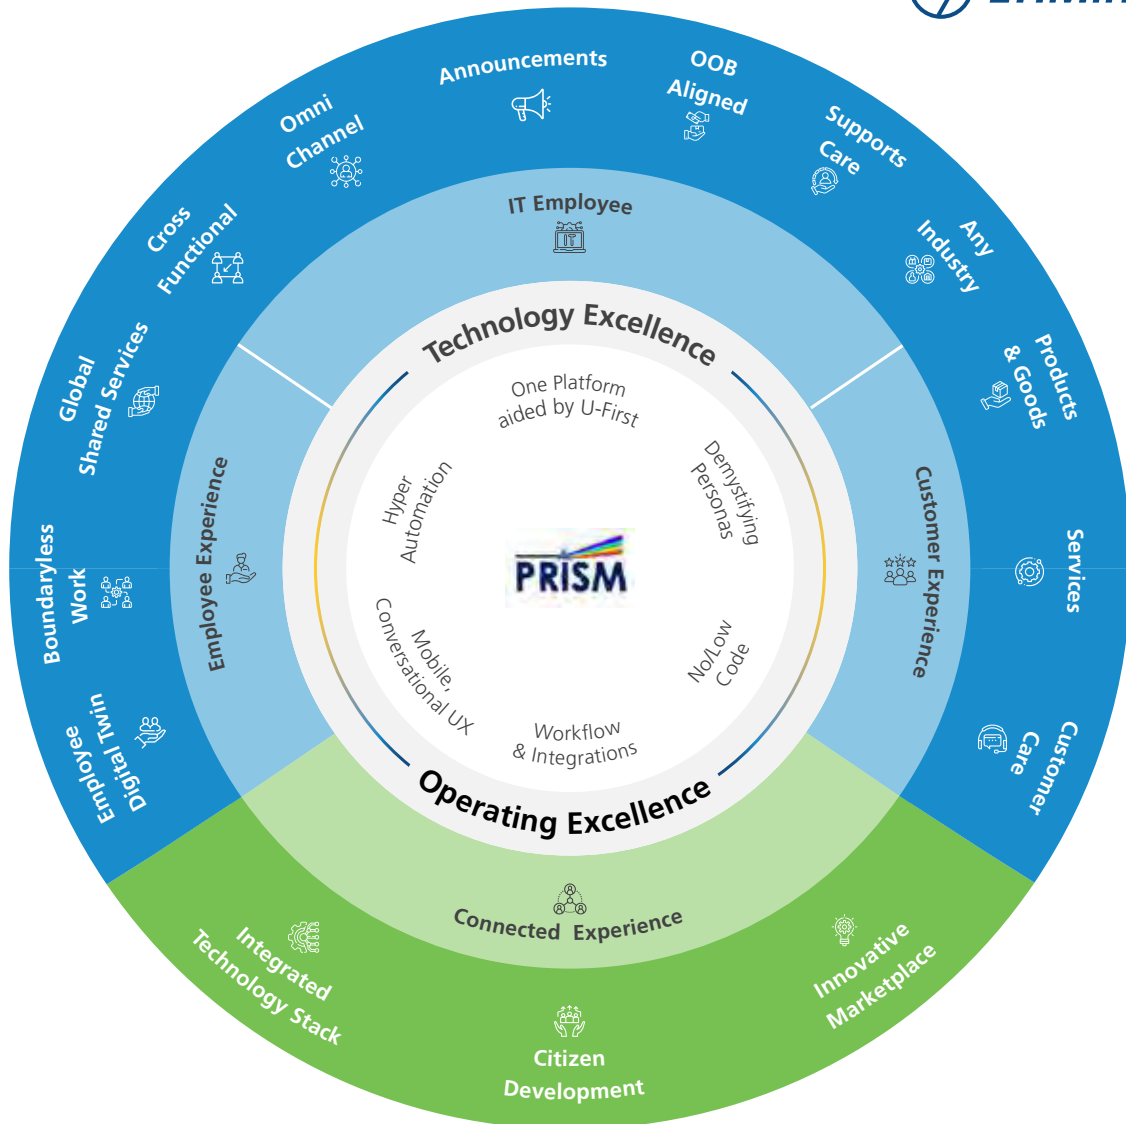 Announcements
OOB
Aligned
Supports
Care
Any
Industry
Products
& Goods
Services
Customer
Care
Innovative
Marketplace
Citizen
Development
Integrated
Technology Stack
Employee
Digital Twin
Boundaryless
Work
Global
Shared Services
Cross
Functional
Omni
Channel
IT Employee
IT
Customer Experience
Connected Experience
Employee Experience
Technology Excellence
Operating Excellence
One Platform
aided by U-First
Demystifying
Personas
No/Low
Code
Workflow
& Integrations
Mobile,
Conversational UX
Hyper
Automation
PRISM